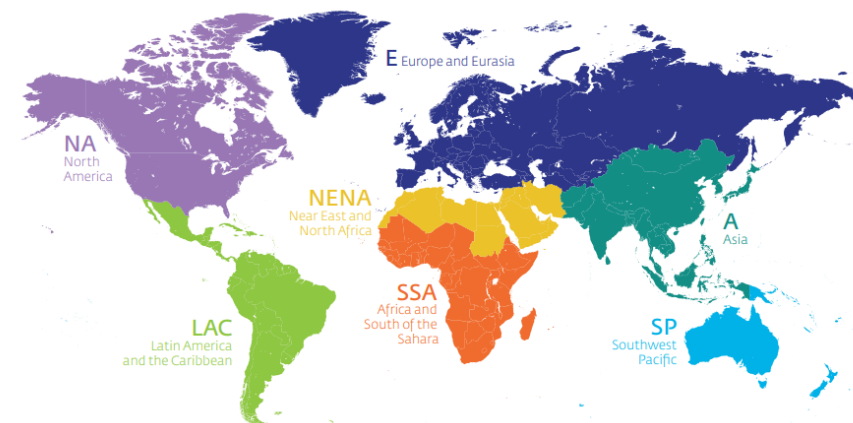 E Europe and Eurasia
NA
North
America
NENA
Near East and
North Africa
A
Asia
SSA
Africa and
South of the
Sahara
LAC
Latin America
and the Caribbean
SP
Southwest
Pacific